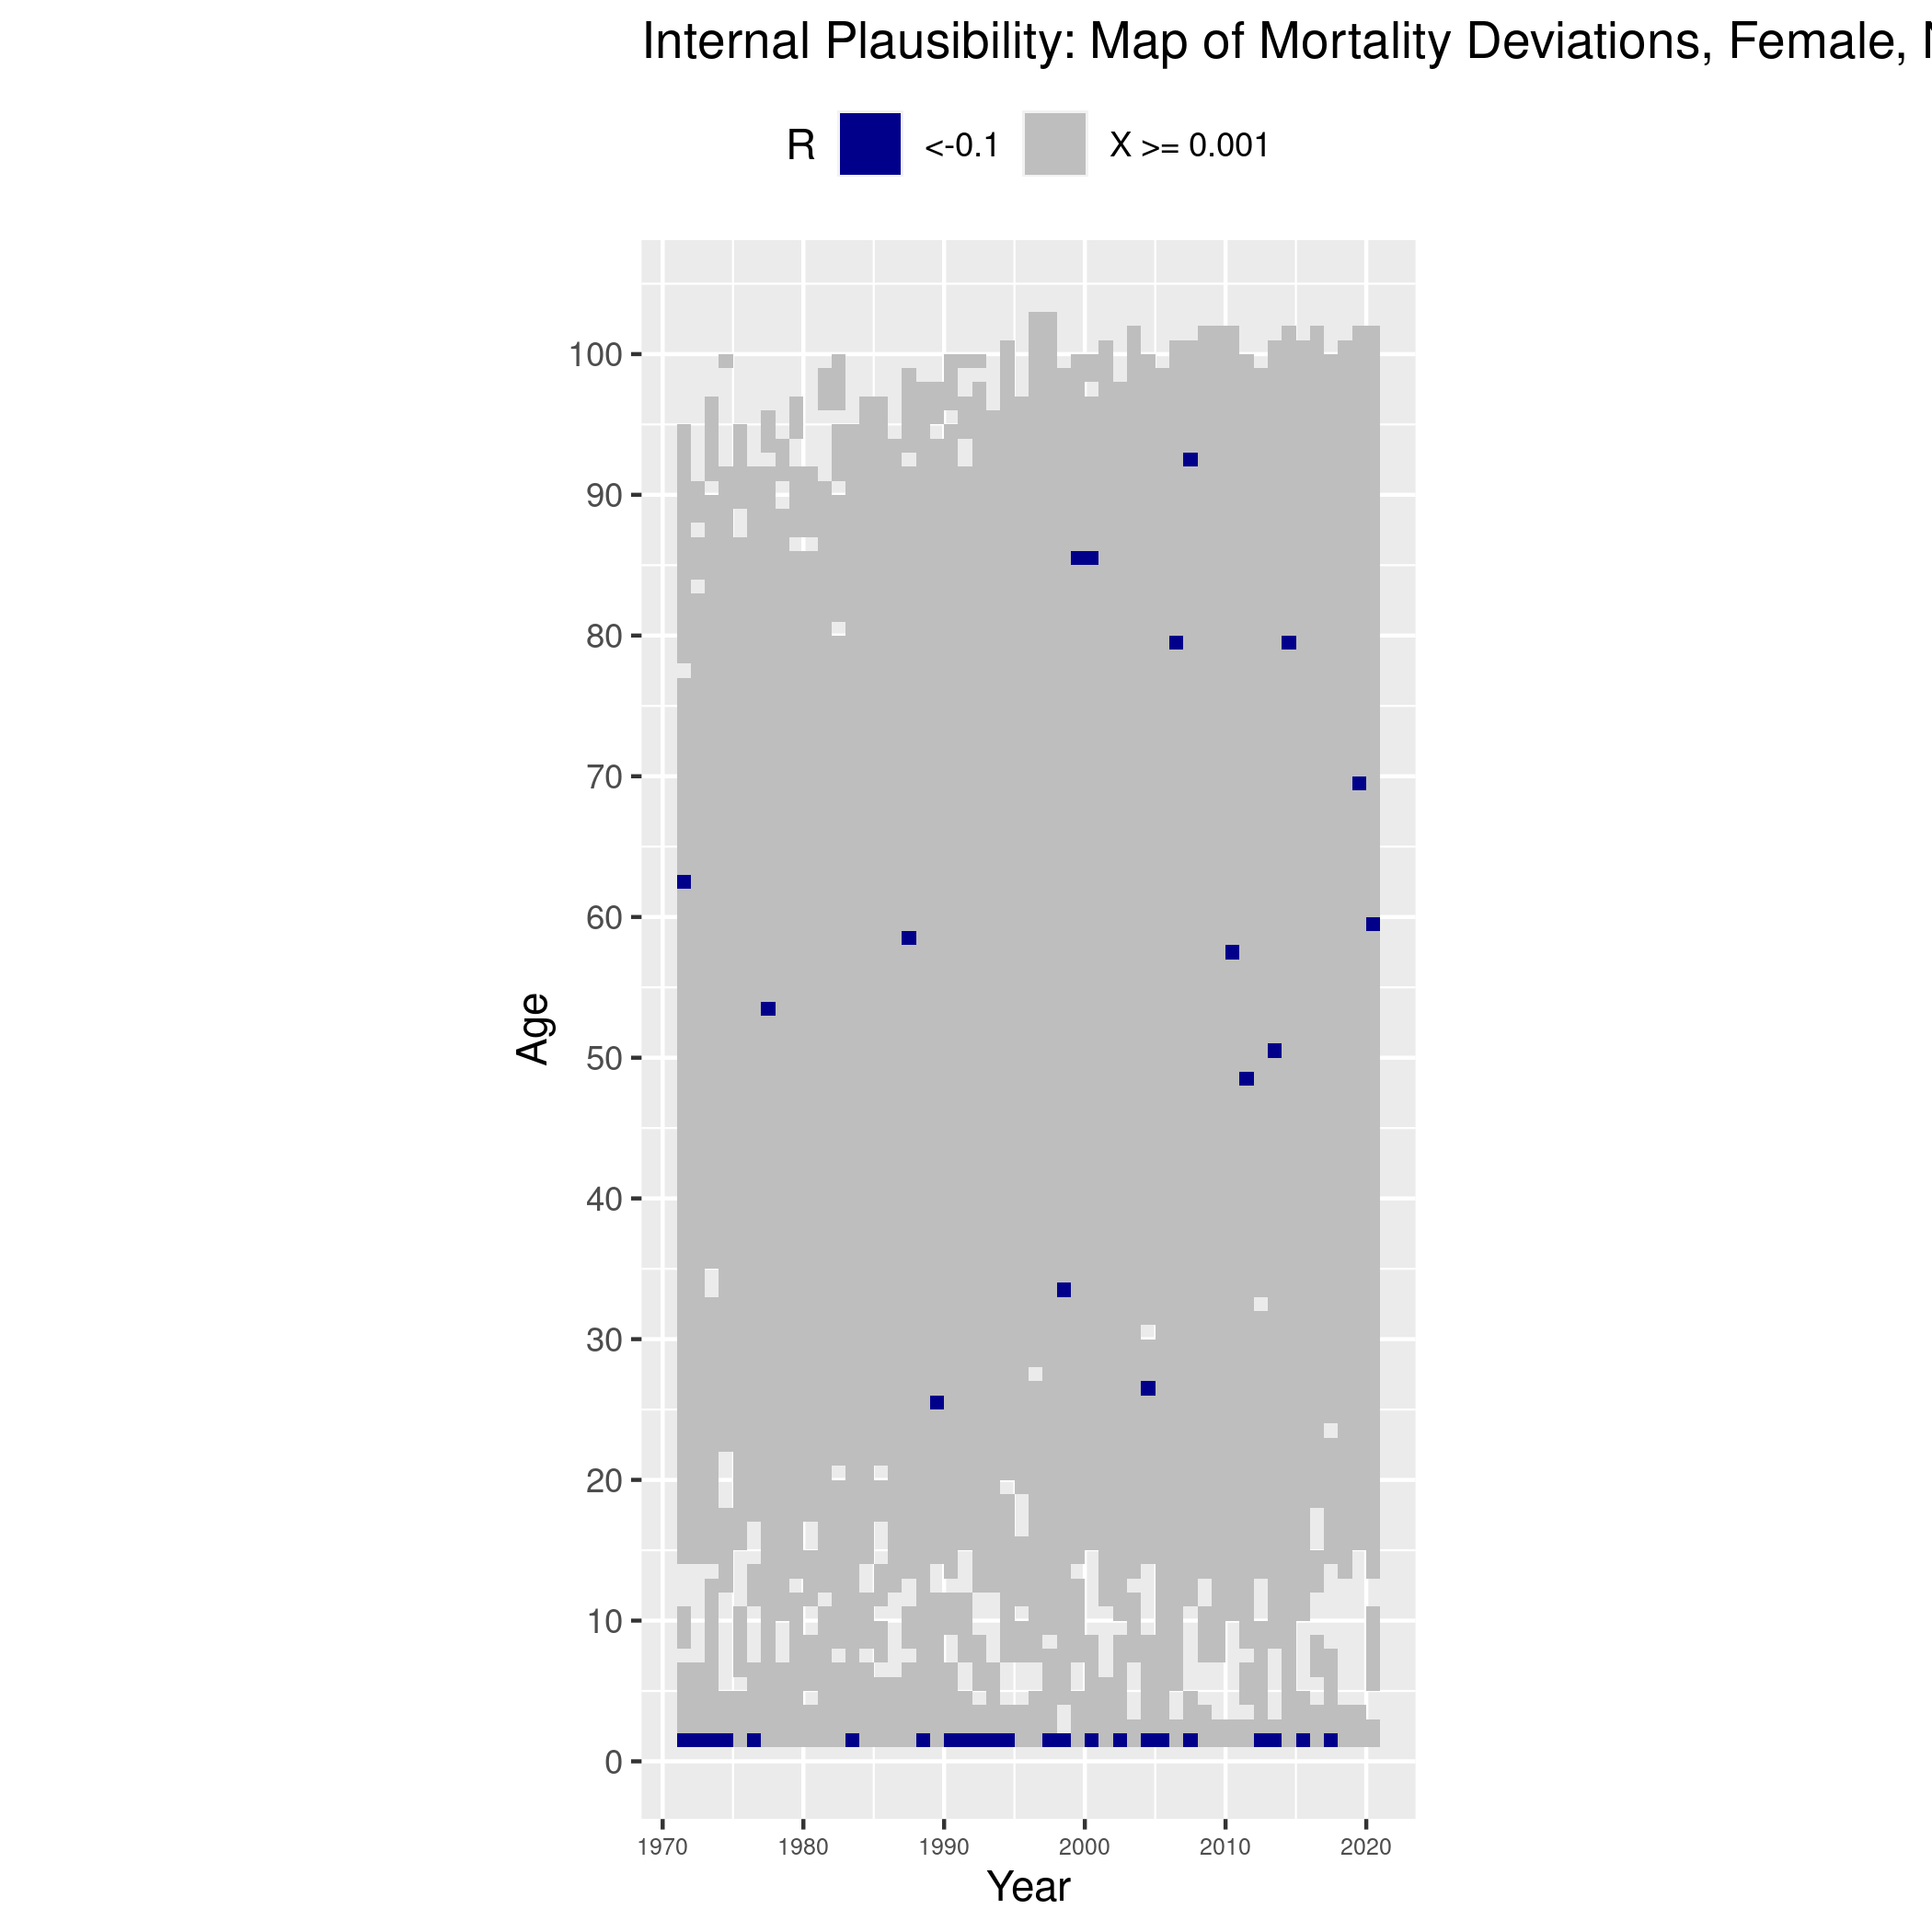 Internal Plausibility: Map of Mortality Deviations, Female,
R <-0.1 X >= 0.001
100
90
80
70
60
50
40
30
20
10
0
Age
1970 1980 1990 2000 2010 2020
Year